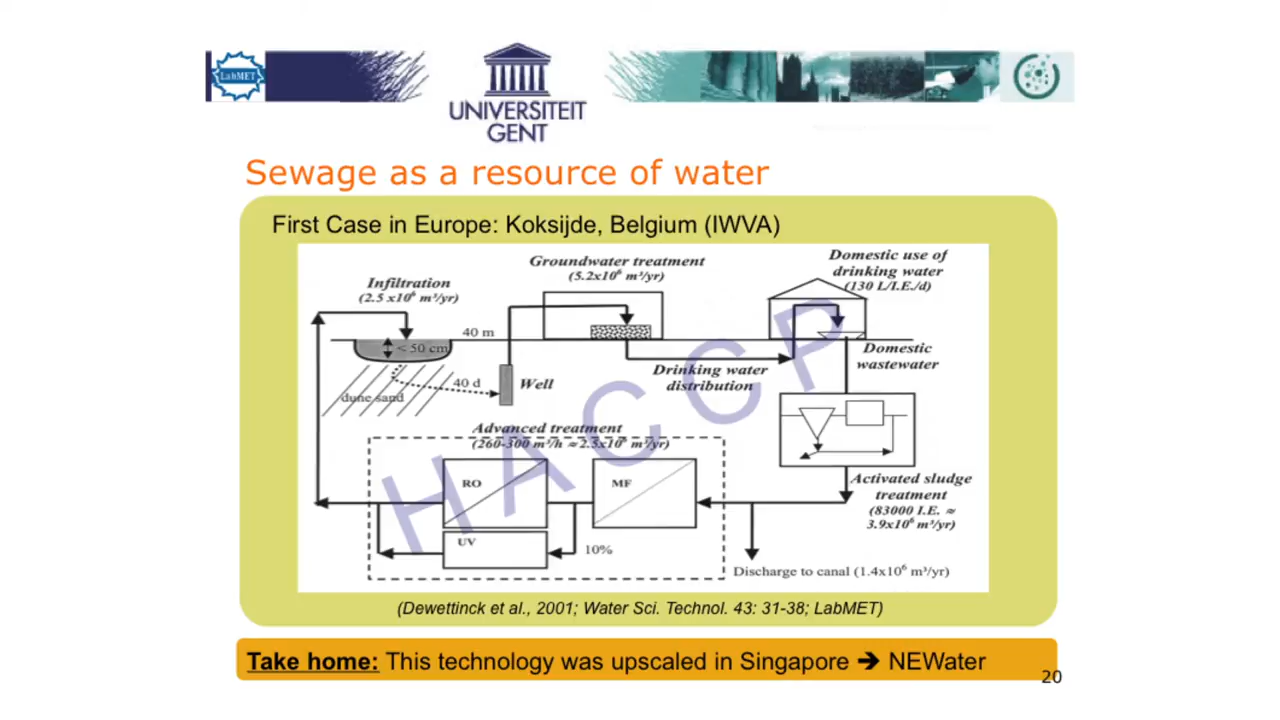 LabMET
UNIVERSITEIT
GENT
Sewage as a resource of water
First Case in Europe: Koksijde, Belgium (IWVA)
Domestic use of
drinking water
(130 L/I.E./d)
Groundwater treatment
(5.2x10⁶ m³/yr)
Infiltration
(2.5 x10⁶ m³/yr)
40 m
< 50 cm
Domestic
wastewater
Drinking water
distribution
40 d
Well
dune sand
Advanced treatment
(260-300 m³/h ≈2.5x10⁶ m³/yr)
HACCP
RO
MF
Activated sludge
treatment
(83000 I.E. ≈
3.9x10⁶ m³/yr)
UV
10%
Discharge to canal (1.4x10⁶ m³/yr)
(Dewettinck et al., 2001; Water Sci. Technol. 43: 31-38; LabMET)
Take home: This technology was upscaled in Singapore ➔ NEWater
20